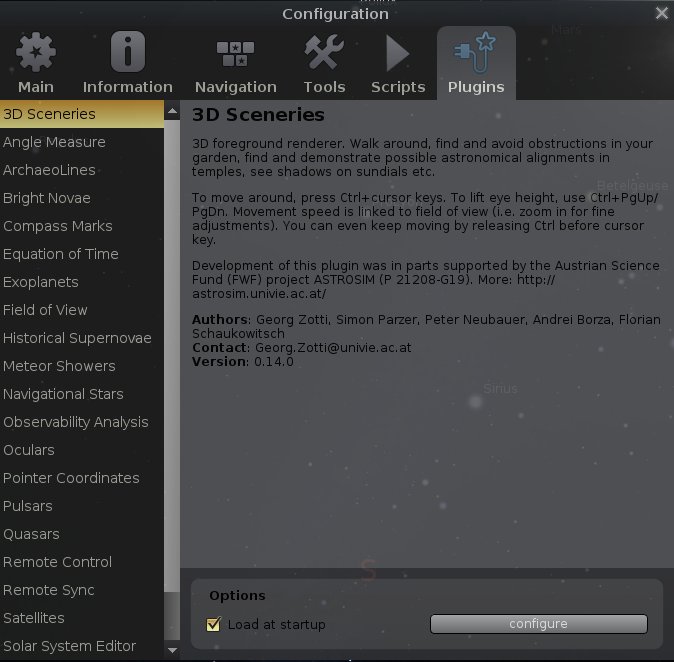 Configuration
Mars
Main
Information
Navigation
Tools
Scripts
Plugins
3D Sceneries
Angle Measure
ArchaeoLines
Bright Novae
Compass Marks
Equation of Time
Exoplanets
Field of View
Historical Supernovae
Meteor Showers
Navigational Stars
Observability Analysis
Oculars
Pointer Coordinates
Pulsars
Quasars
Remote Control
Remote Sync
Satellites
Solar System Editor
3D Sceneries
3D foreground renderer. Walk around, find and avoid obstructions in your
garden, find and demonstrate possible astronomical alignments in
temples, see shadows on sundials etc.
Betelgeuse
To move around, press Ctrl+cursor keys. To lift eye height, use Ctrl+PgUp/
PgDn. Movement speed is linked to field of view (i.e. zoom in for fine
adjustments). You can even keep moving by releasing Ctrl before cursor
key.
Development of this plugin was in parts supported by the Austrian Science
Fund (FWF) project ASTROSIM (P 21208-G19). More: http://
astrosim.univie.ac.at/
Authors: Georg Zotti, Simon Parzer, Peter Neubauer, Andrei Borza, Florian
Schaukowitsch
Contact: Georg.Zotti@univie.ac.at
Version: 0.14.0
Sirius
S
Options
Load at startup
configure